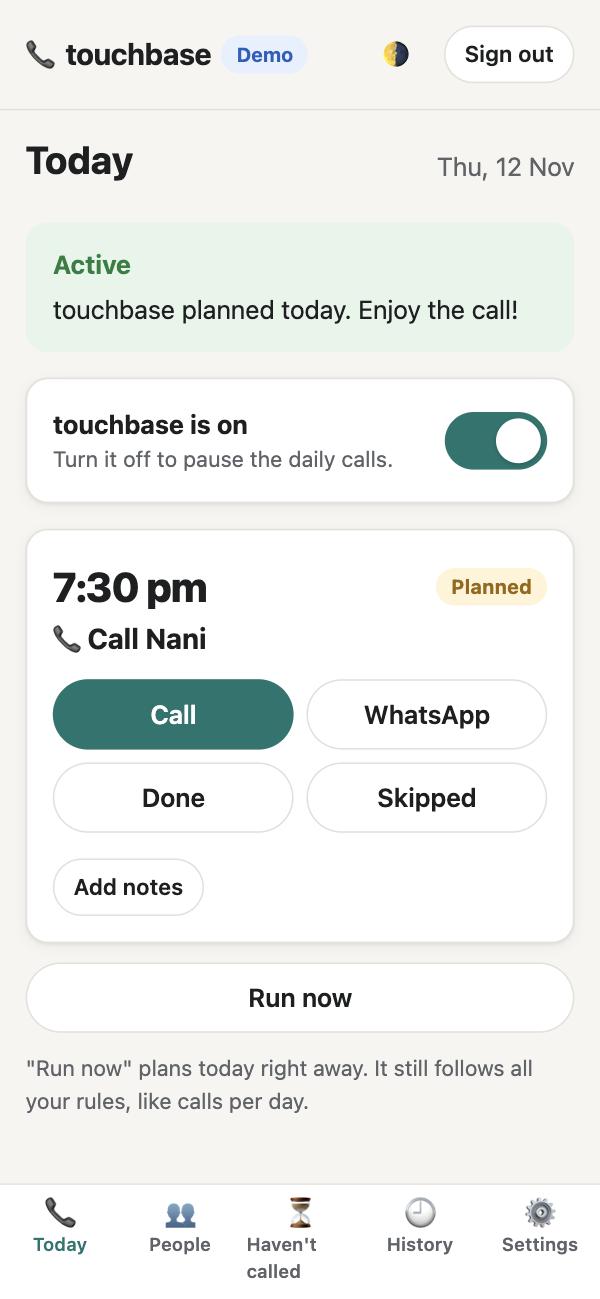 touchbase Demo Sign out
Today Thu, 12 Nov
Active
touchbase planned today. Enjoy the call!
touchbase is on
Turn it off to pause the daily calls.
7:30 pm Planned
Call Nani
Call WhatsApp
Done Skipped
Add notes
Run now
"Run now" plans today right away. It still follows all
your rules, like calls per day.
Today People Haven't called History Settings